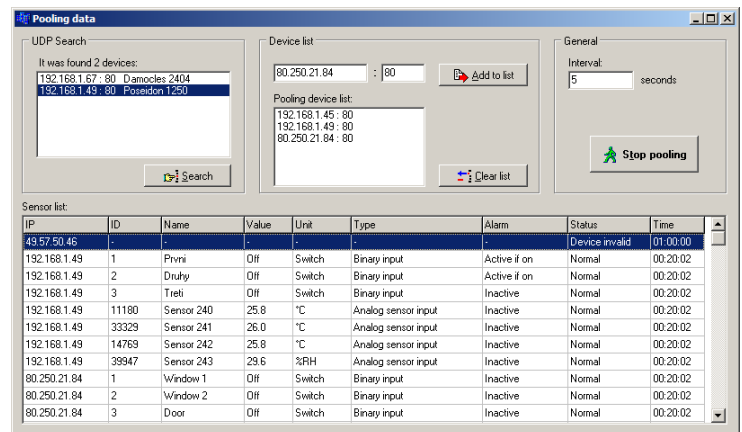 Pooling data
UDP Search
It was found 2 devices:
192.168.1.67 : 80 Damocles 2404
192.168.1.49 : 80 Poseidon 1250
Search
Device list
80.250.21.84 : 80
Add to list
Pooling device list:
192.168.1.45 : 80
192.168.1.49 : 80
80.250.21.84 : 80
Clear list
General
Interval:
5 seconds
Stop pooling
Sensor list:
IP ID Name Value Unit Type Alarm Status Time
49.57.50.46 - - - - - - Device invalid 01:00:00
192.168.1.49 1 Prvni Off Switch Binary input Active if on Normal 00:20:02
192.168.1.49 2 Druhy Off Switch Binary input Active if on Normal 00:20:02
192.168.1.49 3 Treti Off Switch Binary input Inactive Normal 00:20:02
192.168.1.49 11180 Sensor 240 25.8 °C Analog sensor input Inactive Normal 00:20:02
192.168.1.49 33329 Sensor 241 26.0 °C Analog sensor input Inactive Normal 00:20:02
192.168.1.49 14769 Sensor 242 25.8 °C Analog sensor input Inactive Normal 00:20:02
192.168.1.49 39947 Sensor 243 29.6 %RH Analog sensor input Inactive Normal 00:20:02
80.250.21.84 1 Window 1 Off Switch Binary input Inactive Normal 00:20:02
80.250.21.84 2 Window 2 Off Switch Binary input Inactive Normal 00:20:02
80.250.21.84 3 Door Off Switch Binary input Inactive Normal 00:20:02